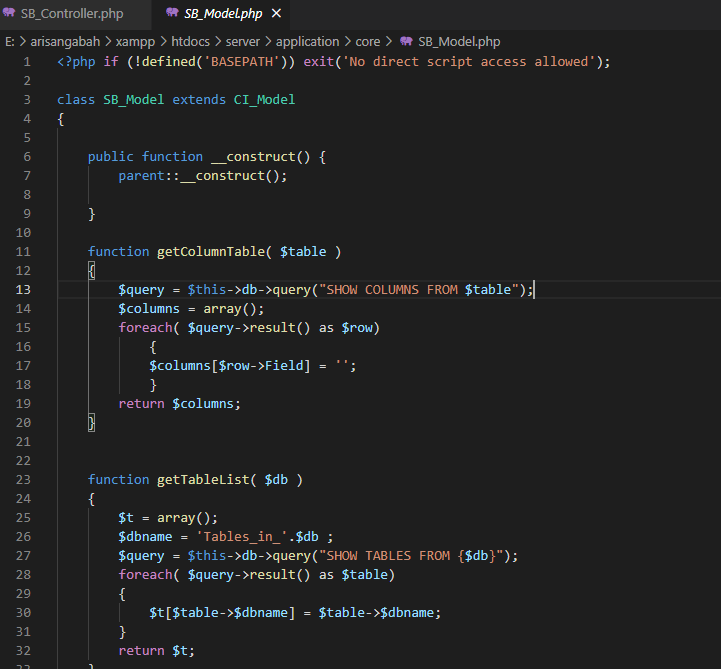 SB_Controller.php SB_Model.php ×
E: > arisangabah > xampp > htdocs > server > application > core > SB_Model.php
1 <?php if (!defined('BASEPATH')) exit('No direct script access allowed');
2
3 class SB_Model extends CI_Model
4 {
5
6 public function __construct() {
7 parent::__construct();
8
9 }
10
11 function getColumnTable( $table )
12 {
13 $query = $this->db->query("SHOW COLUMNS FROM $table");
14 $columns = array();
15 foreach( $query->result() as $row)
16 {
17 $columns[$row->Field] = '';
18 }
19 return $columns;
20 }
21
22
23 function getTableList( $db )
24 {
25 $t = array();
26 $dbname = 'Tables_in_'.$db ;
27 $query = $this->db->query("SHOW TABLES FROM {$db}");
28 foreach( $query->result() as $table)
29 {
30 $t[$table->$dbname] = $table->$dbname;
31 }
32 return $t;
33 }